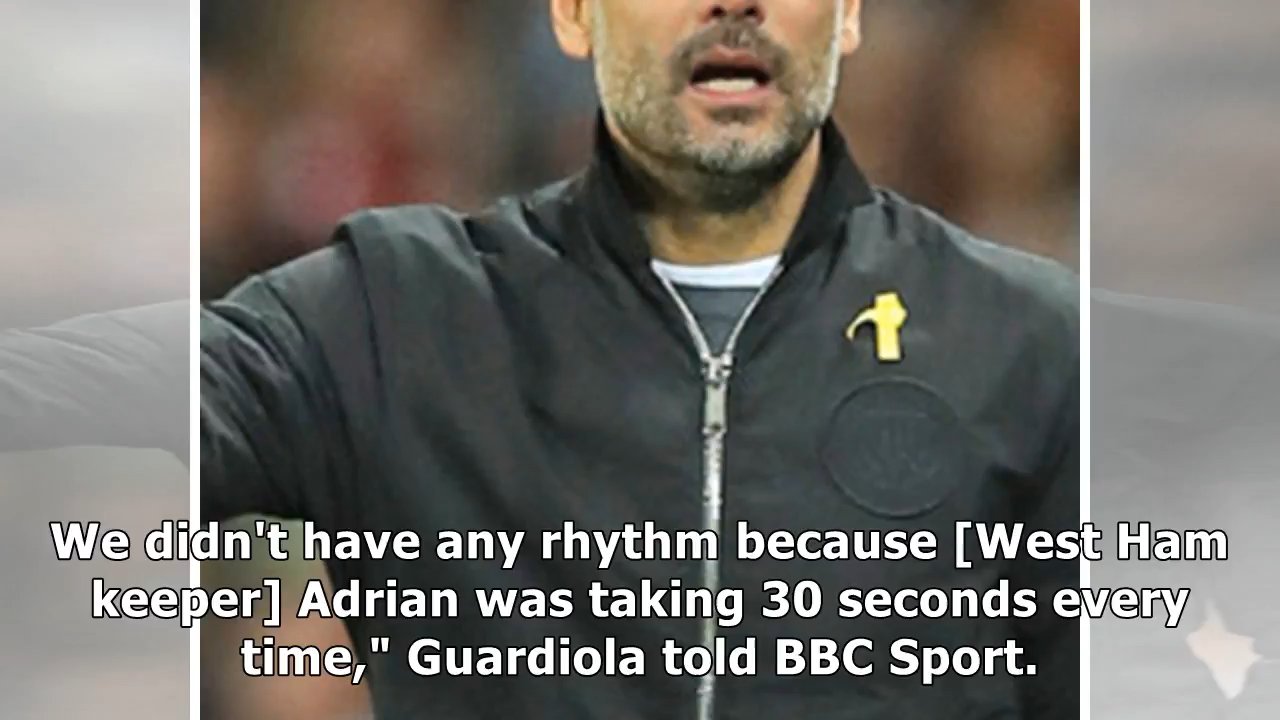 We didn't have any rhythm because [West Ham
keeper] Adrian was taking 30 seconds every
time," Guardiola told BBC Sport.